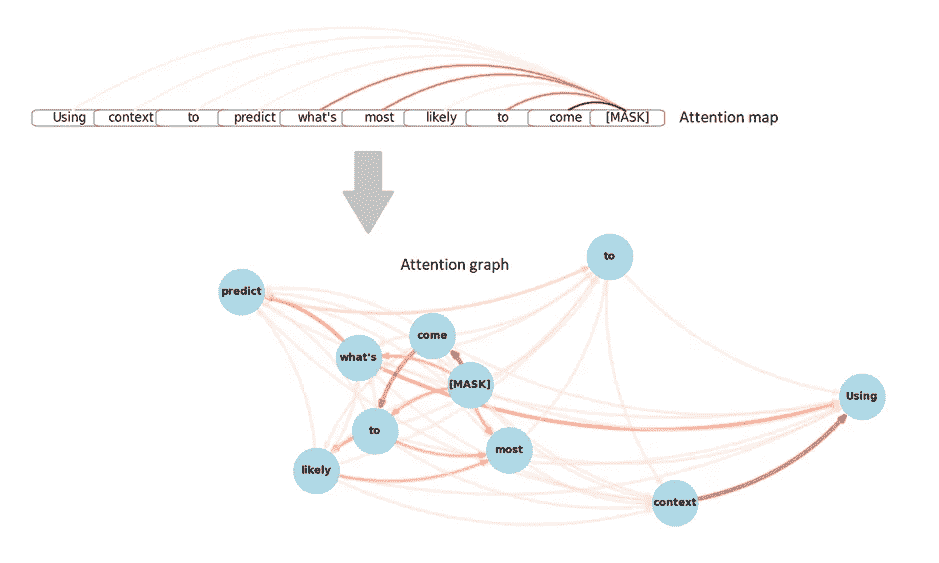 Using context to predict what's most likely to come [MASK] Attention map
Attention graph
to
predict
come
what's
[MASK]
Using
to
most
likely
context